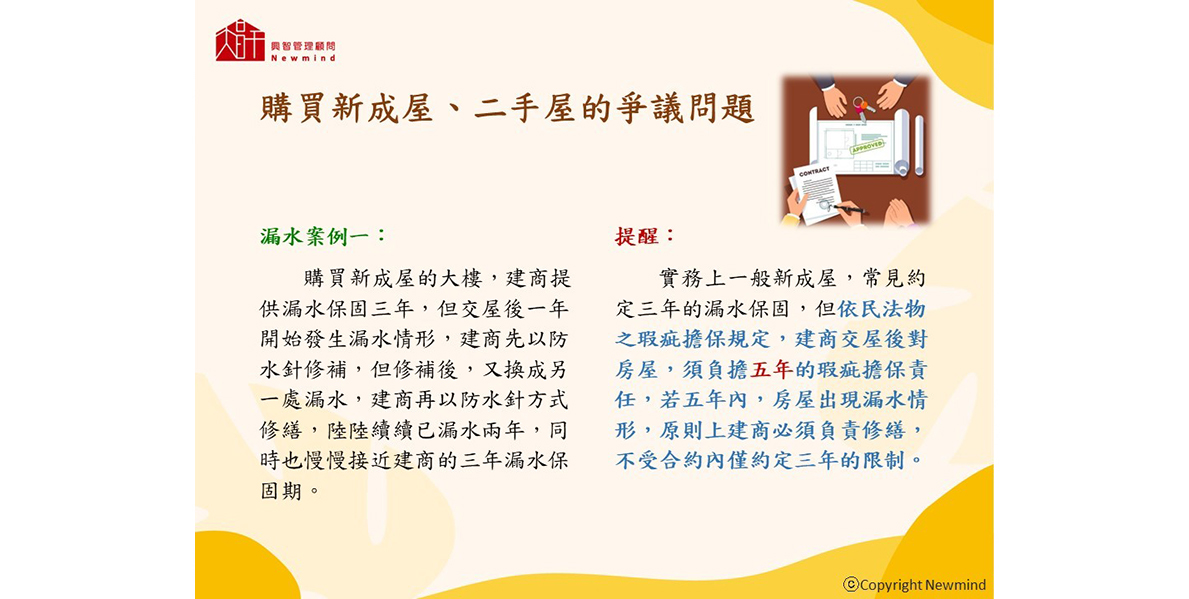 興智管理顧問
Newmind
購買新成屋、二手屋的爭議問題
APPROVED
CONTRACT
漏水案例一：
購買新成屋的大樓，建商提
供漏水保固三年，但交屋後一年
開始發生漏水情形，建商先以防
水針修補，但修補後，又換成另
一處漏水，建商再以防水針方式
修繕，陸陸續續已漏水兩年，同
時也慢慢接近建商的三年漏水保
固期。
提醒：
實務上一般新成屋，常見約
定三年的漏水保固，但依民法物
之瑕疵擔保規定，建商交屋後對
房屋，須負擔五年的瑕疵擔保責
任，若五年內，房屋出現漏水情
形，原則上建商必須負責修繕，
不受合約內僅約定三年的限制。
©Copyright Newmind